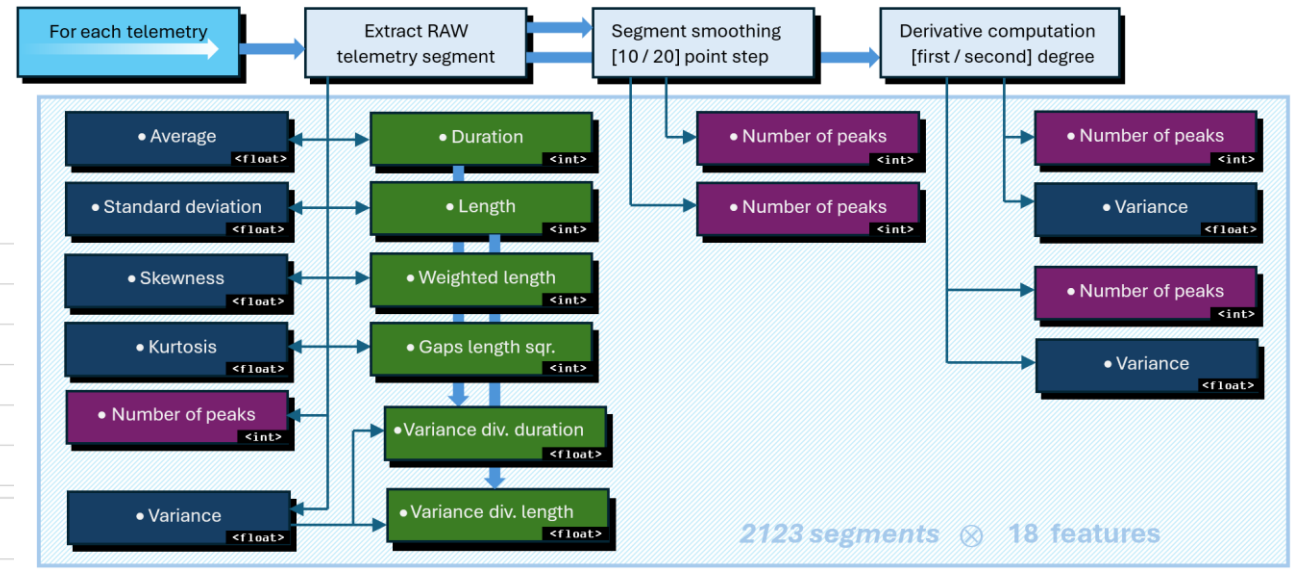 For each telemetry
Extract RAW
telemetry segment
Segment smoothing
[10 / 20] point step
Derivative computation
[first / second] degree
• Average
<float>
• Duration
<int>
• Number of peaks
<int>
• Number of peaks
<int>
• Standard deviation
<float>
• Length
<int>
• Number of peaks
<int>
• Variance
<float>
• Skewness
<float>
• Weighted length
<int>
• Number of peaks
<int>
• Kurtosis
<float>
• Gaps length sqr.
<int>
• Variance
<float>
• Number of peaks
<int>
• Variance div. duration
<float>
• Variance
<float>
• Variance div. length
<float>
2123 segments ⊗ 18 features